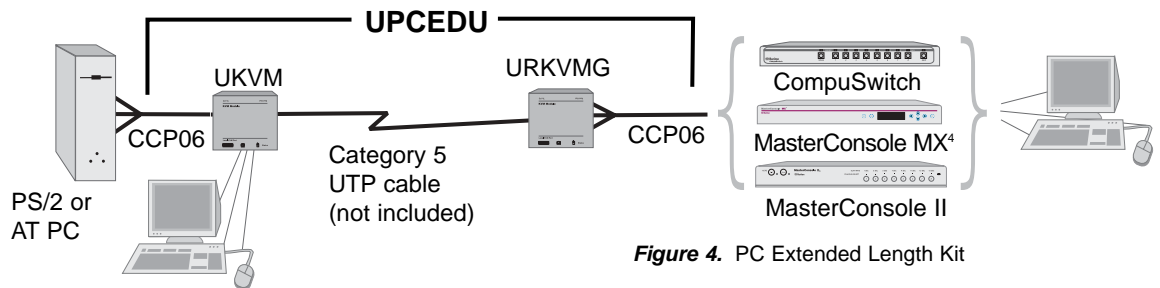 UPCEDU
UKVM
URKVMG
CompuSwitch
CCP06
CCP06
MasterConsole MX⁴
Category 5
UTP cable
(not included)
PS/2 or
AT PC
MasterConsole II
Figure 4. PC Extended Length Kit